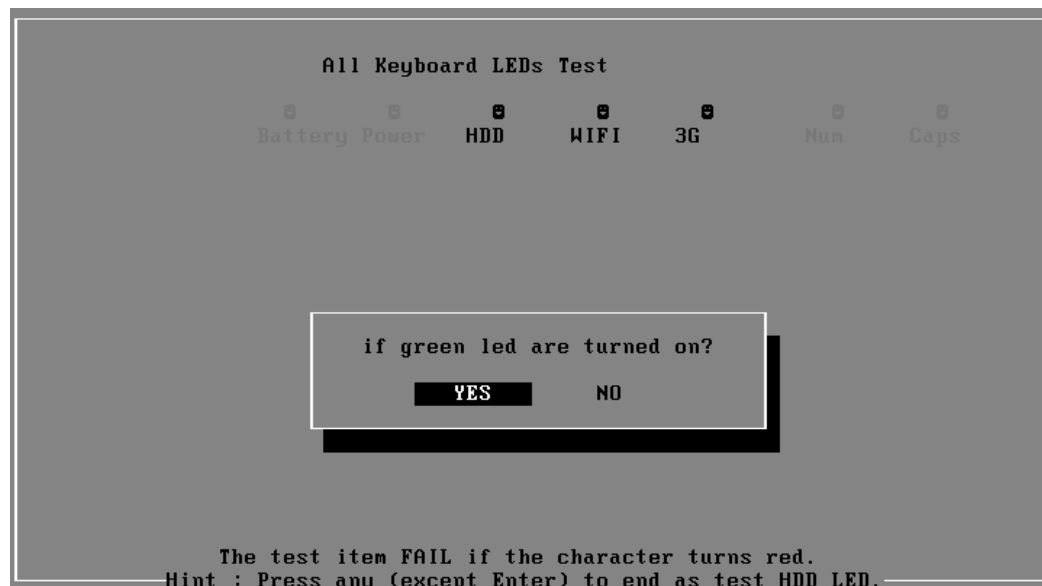 All Keyboard LEDs Test
Battery Power HDD WIFI 3G Num Caps
if green led are turned on?
YES NO
The test item FAIL if the character turns red.
Hint : Press any (except Enter) to end as test HDD LED.